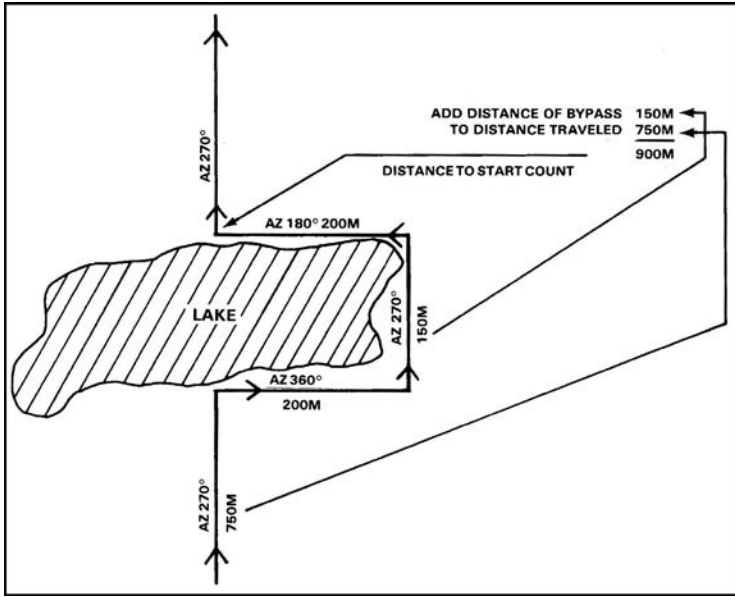 ADD DISTANCE OF BYPASS 150M
TO DISTANCE TRAVELED 750M
900M
DISTANCE TO START COUNT
AZ 270°
AZ 180° 200M
LAKE
AZ 270°
150M
AZ 360°
200M
AZ 270°
750M